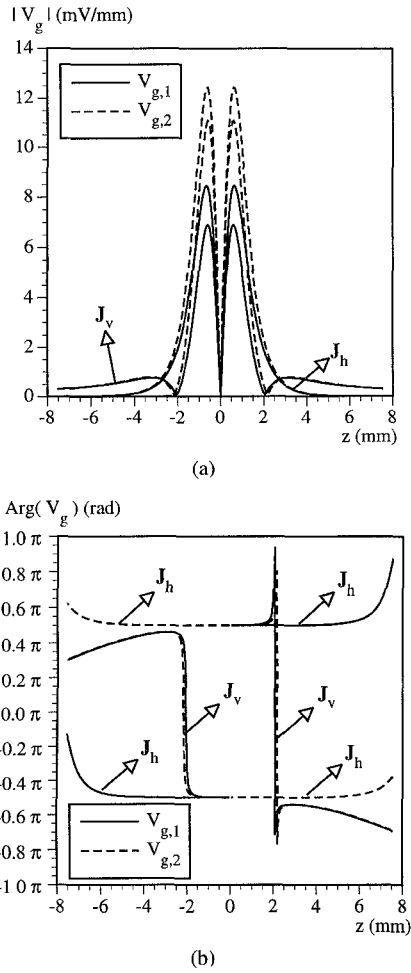 | V_g | (mV/mm)
14
V_g,1
V_g,2
12
10
8
6
4
J_v
J_h
2
0
-8 -6 -4 -2 0 2 4 6 8
z (mm)
(a)
Arg( V_g ) (rad)
1.0 π
0.8 π
J_h
J_h
0.6 π
0.4 π
0.2 π
J_v
J_v
0.0 π
-0.2 π
J_h
J_h
-0.4 π
-0.6 π
V_g,1
-0.8 π
V_g,2
-1 0 π
-8 -6 -4 -2 0 2 4 6 8
z (mm)
(b)